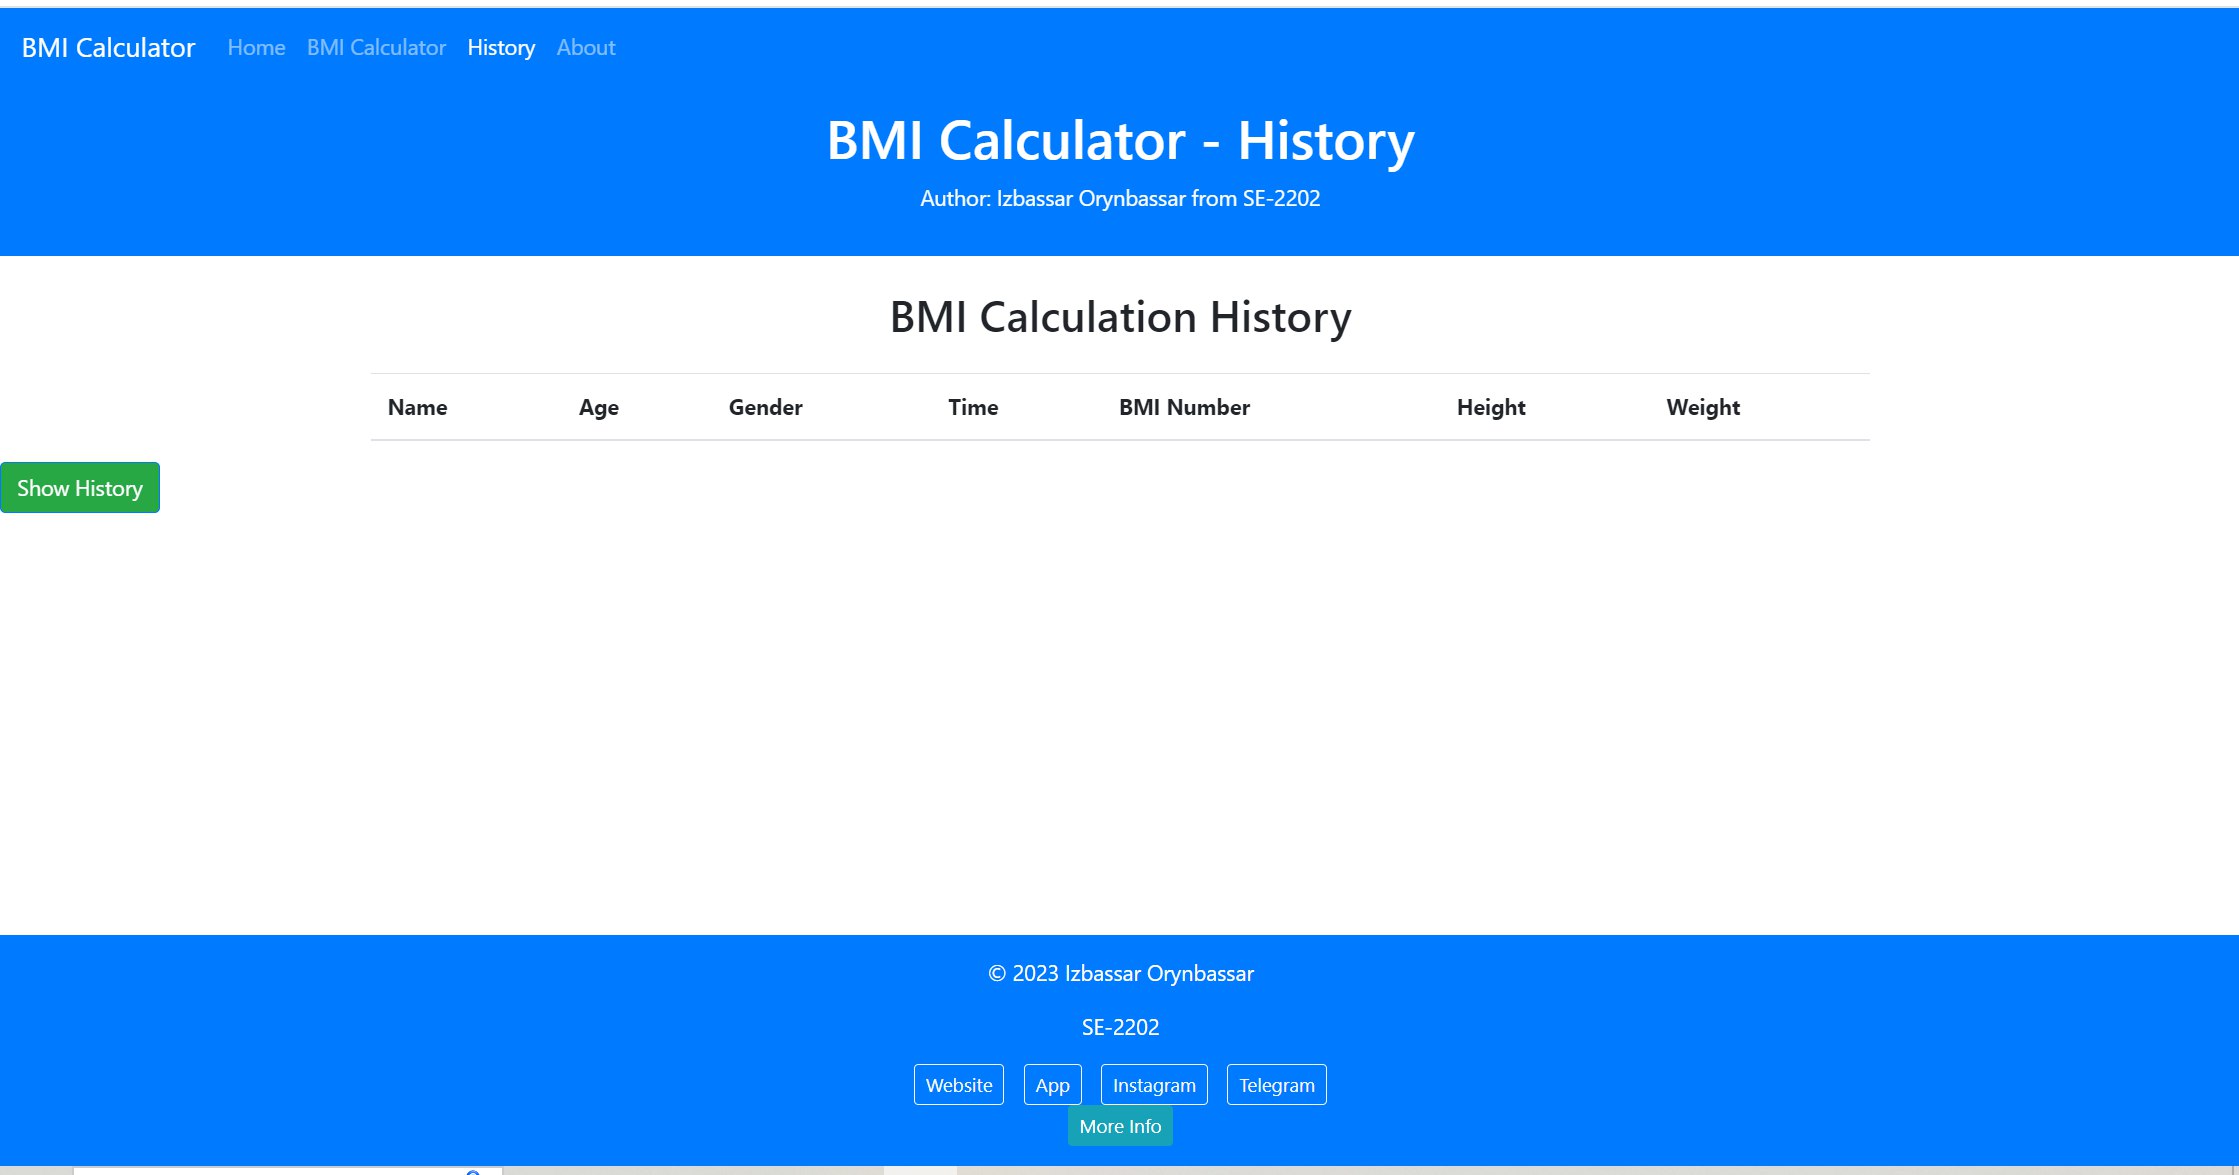 BMI Calculator Home BMI Calculator History About
BMI Calculator - History
Author: Izbassar Orynbassar from SE-2202
BMI Calculation History
Name Age Gender Time BMI Number Height Weight
Show History
© 2023 Izbassar Orynbassar
SE-2202
Website App Instagram Telegram
More Info